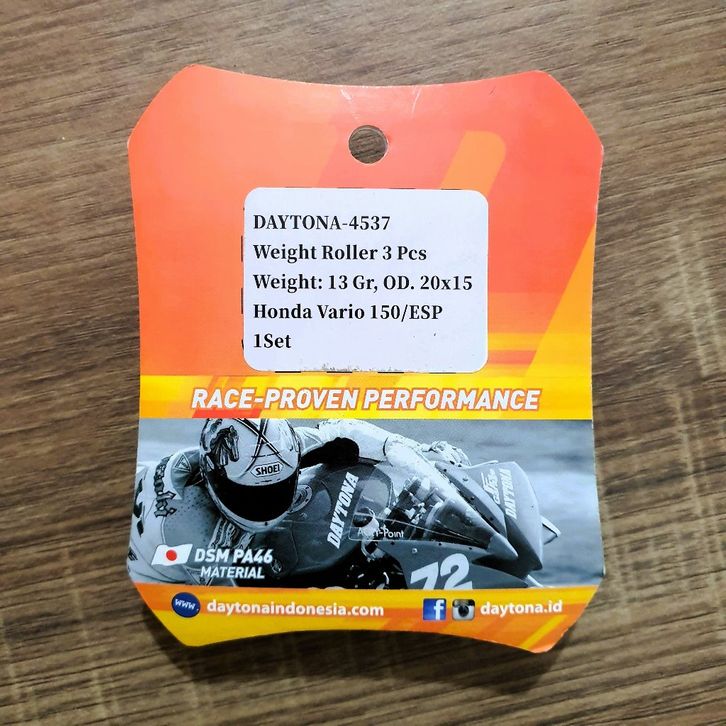 DAYTONA-4537
Weight Roller 3 Pcs
Weight: 13 Gr, OD. 20x15
Honda Vario 150/ESP
1Set
RACE-PROVEN PERFORMANCE
SHOEI
DAYTONA
DAYTONA
72
DSM PA46
MATERIAL
www. daytonaindonesia.com
f daytona.id